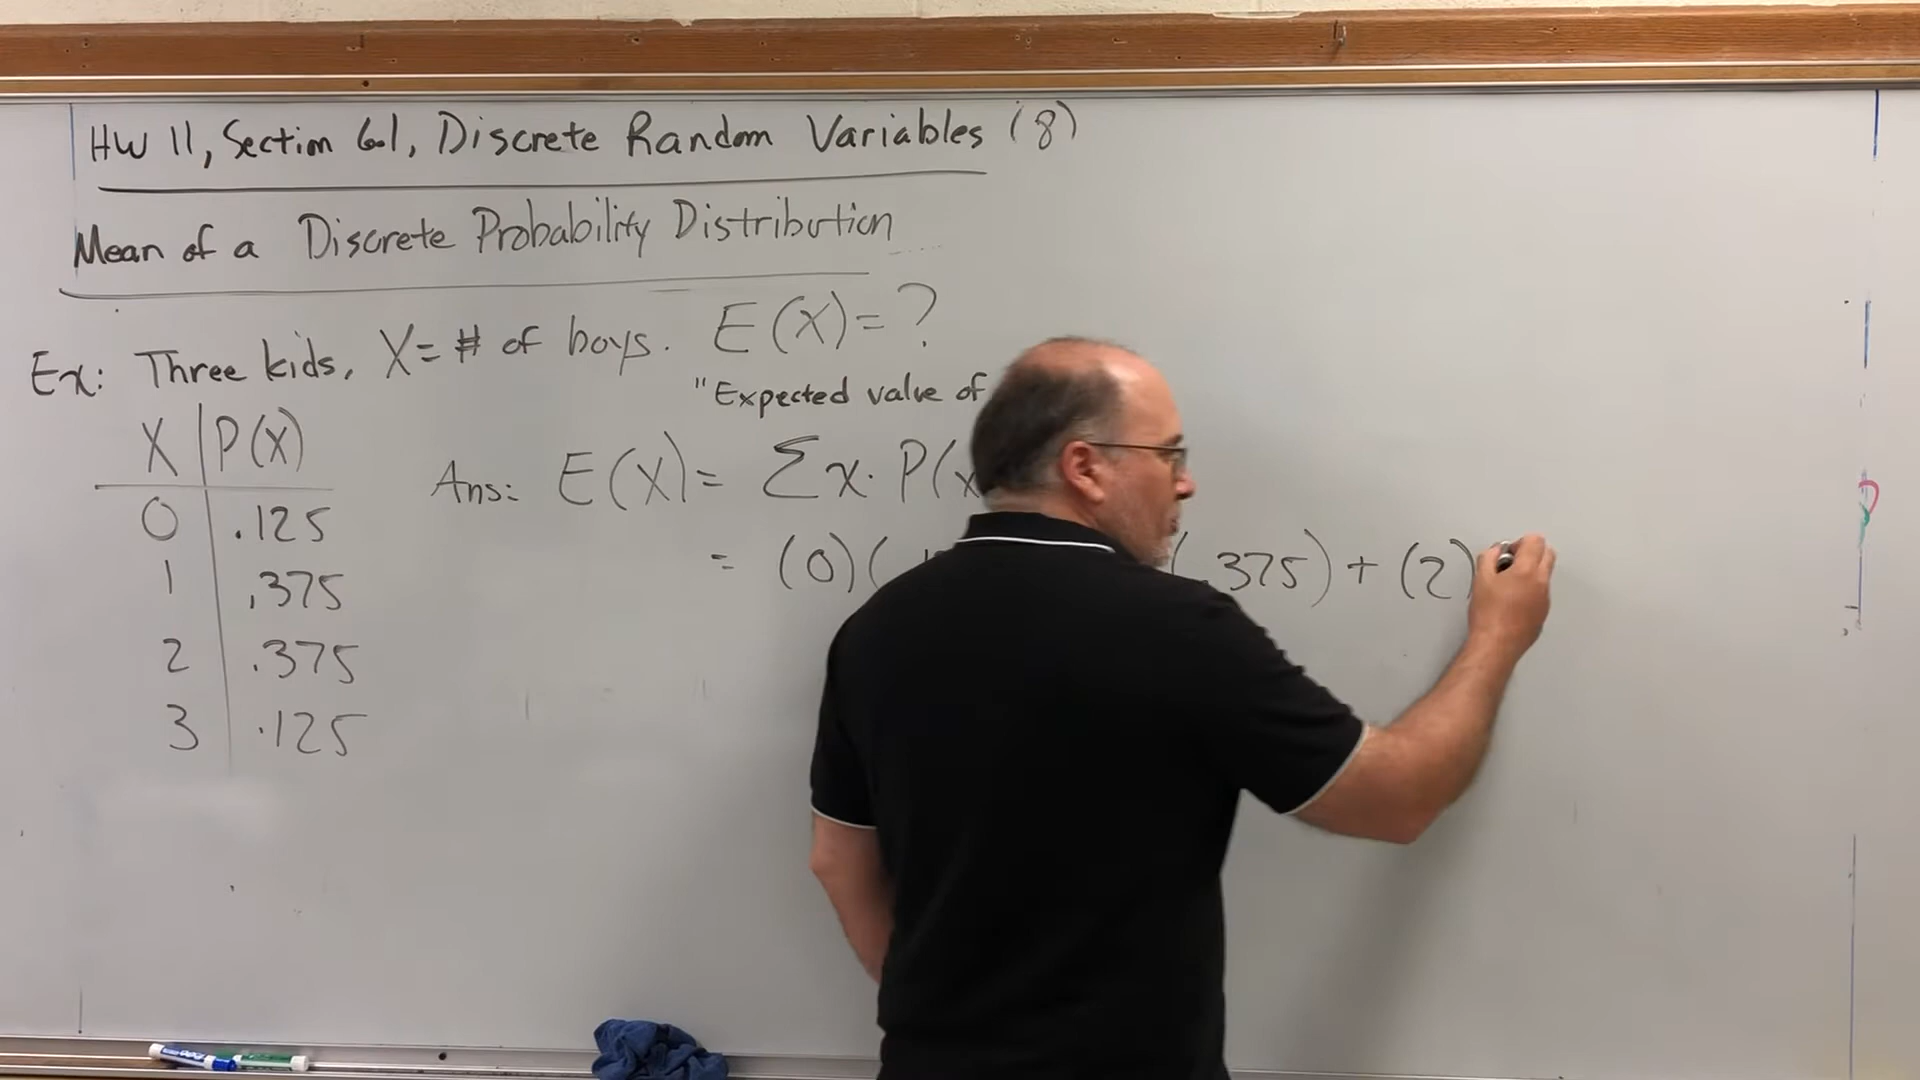 HW 11, Section 6.1, Discrete Random Variables (8)
Mean of a Discrete Probability Distribution
Ex: Three kids, X = # of boys. E(X) = ?
"Expected value of
X P(X)
0 .125
1 .375
2 .375
3 .125
Ans: E(X) = Σx·P(x
= (0)( (.375) + (2)